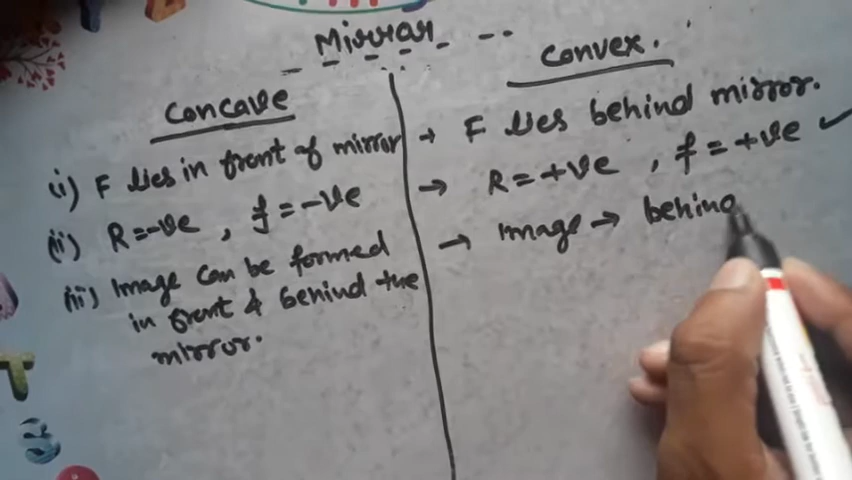 Mirror
Concave
(i) F lies in front of mirror
(ii) R=-ve , f=-ve
(iii) Image can be formed
in front & behind the
mirror.
Convex.
→ F lies behind mirror.
→ R=+ve , f=+ve ✓
→ Image → behind